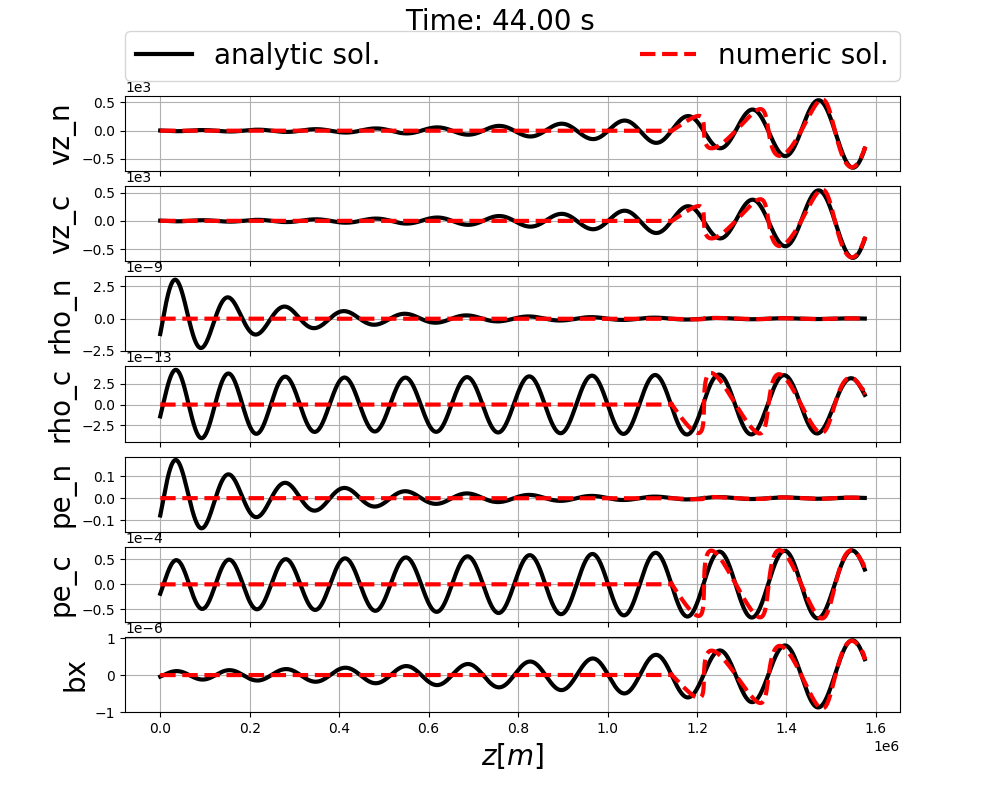 Time: 44.00 s
analytic sol. numeric sol.
1e3
vz_n
0.5
0.0
−0.5
1e3
vz_c
0.5
0.0
−0.5
1e−9
rho_n
2.5
0.0
−2.5
1e−13
rho_c
2.5
0.0
−2.5
pe_n
0.1
0.0
−0.1
1e−4
pe_c
0.5
0.0
−0.5
1e−6
bx
1
0
−1
0.0 0.2 0.4 0.6 0.8 1.0 1.2 1.4 1.6
1e6
z[m]